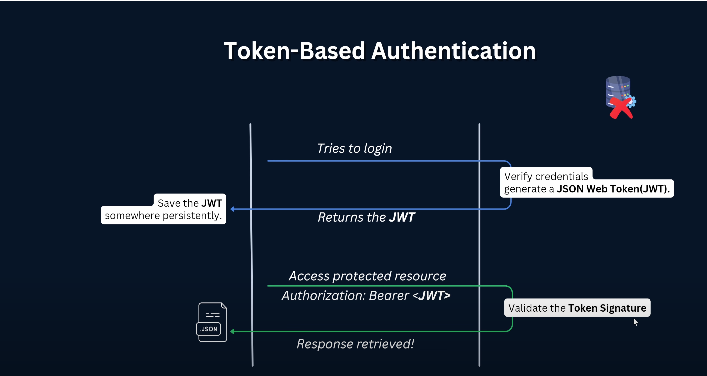 Token-Based Authentication
Tries to login
Verify credentials
generate a JSON Web Token(JWT).
Save the JWT
somewhere persistently.
Returns the JWT
Access protected resource
Authorization: Bearer <JWT>
Validate the Token Signature
.JSON
Response retrieved!